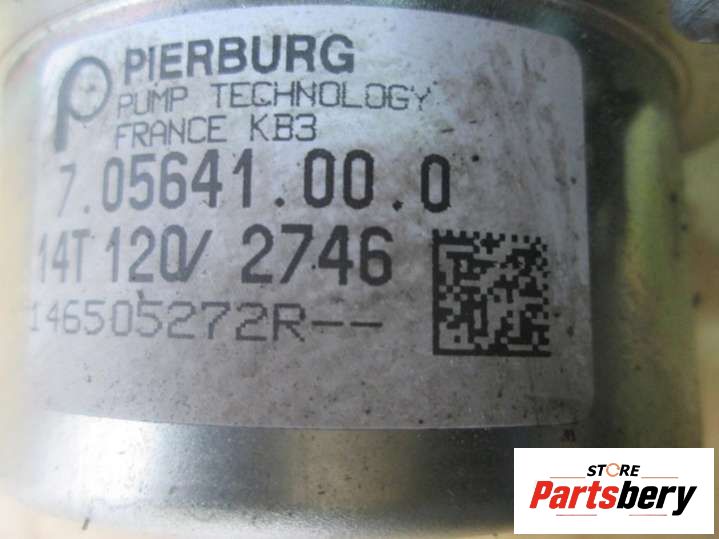 PIERBURG
PUMP TECHNOLOGY
FRANCE KB3
7.05641.00.0
14T 120/ 2746
146505272R--
STORE
Partsbery